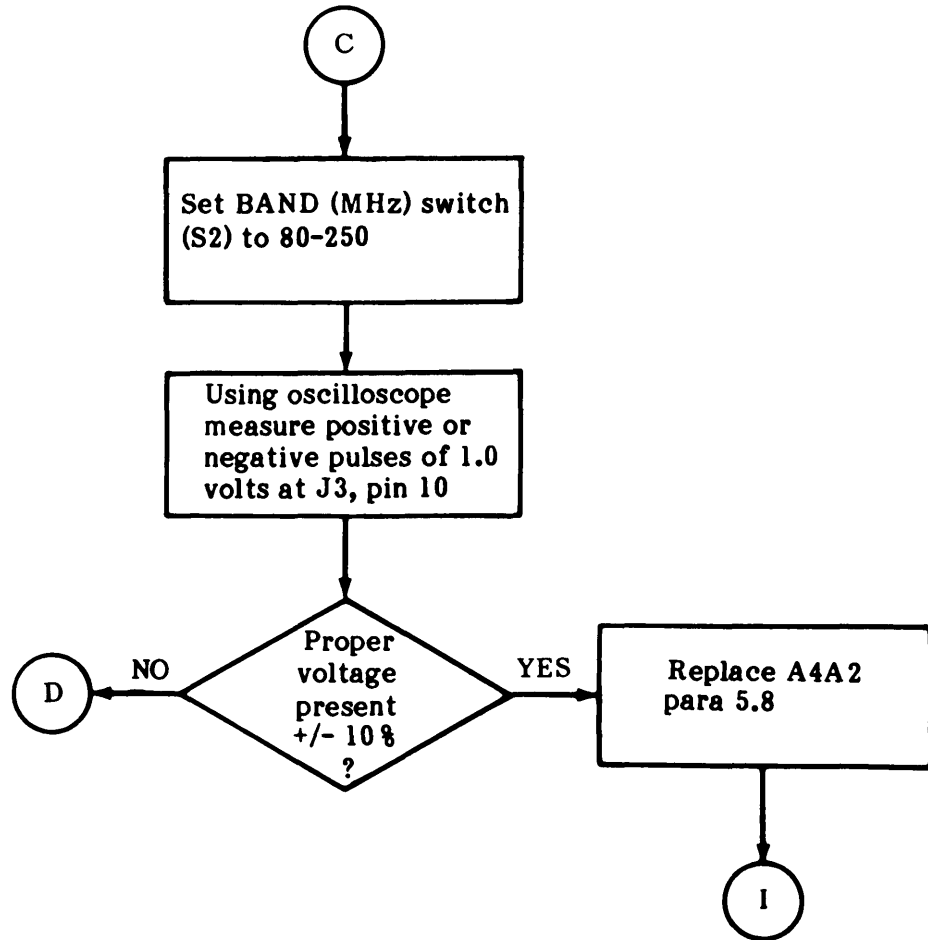 C
Set BAND (MHz) switch
(S2) to 80-250
Using oscilloscope
measure positive or
negative pulses of 1.0
volts at J3, pin 10
Proper
voltage
present
+/- 10%
?
NO
D
YES
Replace A4A2
para 5.8
I